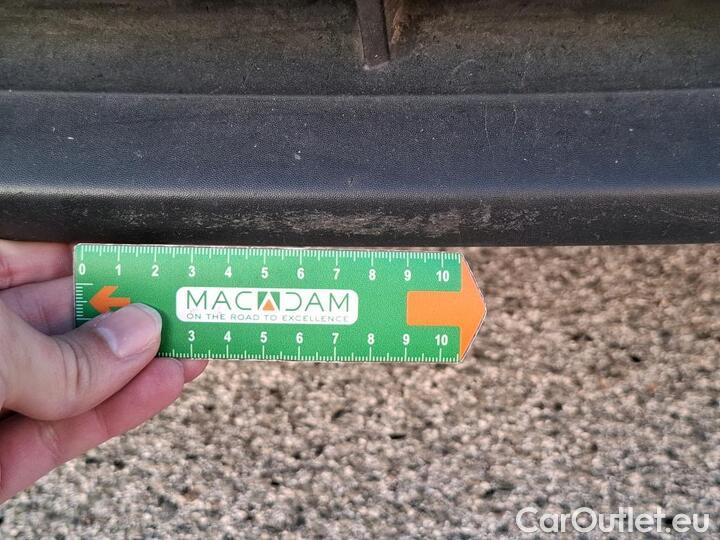 0 1 2 3 4 5 6 7 8 9 10
MACADAM
ON THE ROAD TO EXCELLENCE
3 4 5 6 7 8 9 10
CarOutlet.eu